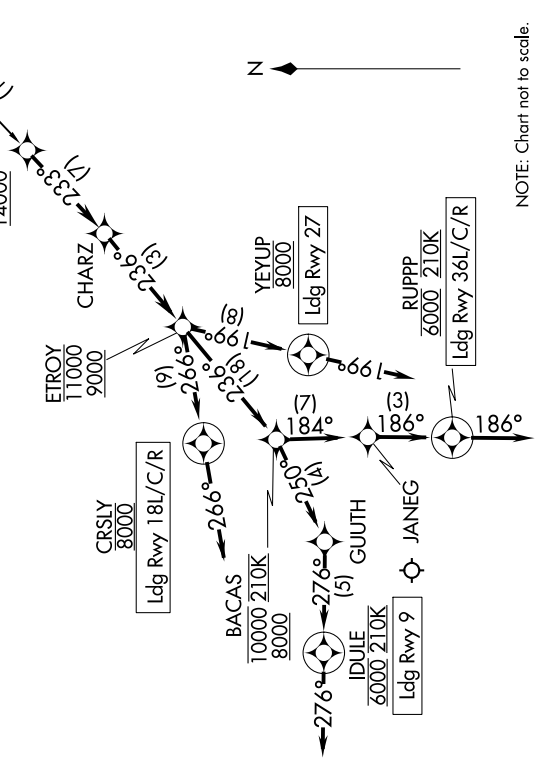 14000
233°
(7)
CHARZ
236°
(3)
N
NOTE: Chart not to scale.
ETROY
11000
9000
266°
(9)
236°
(18)
199°
(8)
YEYUP
8000
Ldg Rwy 27
199°
CRSLY
8000
Ldg Rwy 18L/C/R
266°
BACAS
10000 210K
8000
(7)
184°
(3)
186°
JANEG
RUPPP
6000 210K
Ldg Rwy 36L/C/R
186°
250°
(4)
GUUTH
276°
(5)
IDULE
6000 210K
Ldg Rwy 9
276°